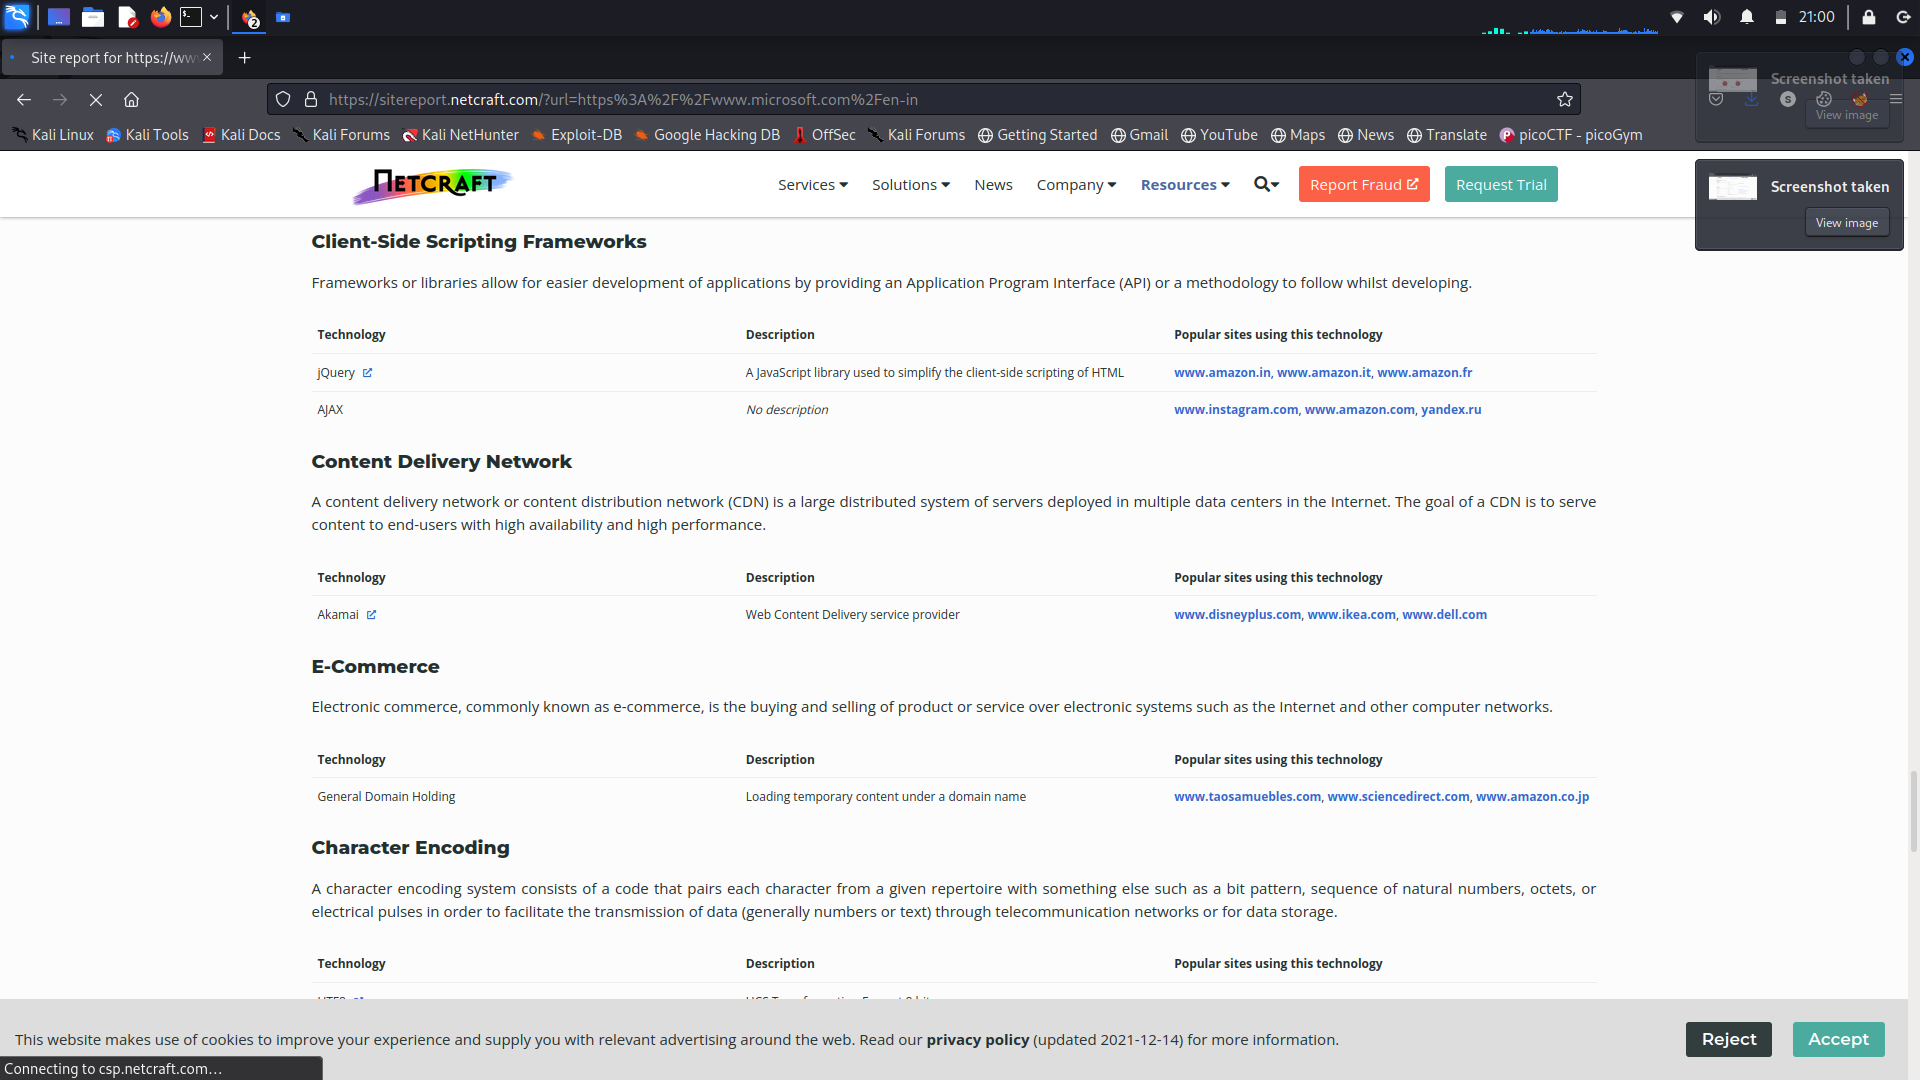 21:00
Site report for https://www
Screenshot taken
View image
https://sitereport.netcraft.com/?url=https%3A%2F%2Fwww.microsoft.com%2Fen-in
Kali Linux Kali Tools Kali Docs Kali Forums Kali NetHunter Exploit-DB Google Hacking DB OffSec Kali Forums Getting Started Gmail YouTube Maps News Translate picoCTF - picoGym
NETCRAFT Services Solutions News Company Resources Report Fraud Request Trial
Screenshot taken
View image
Client-Side Scripting Frameworks
Frameworks or libraries allow for easier development of applications by providing an Application Program Interface (API) or a methodology to follow whilst developing.
Technology Description Popular sites using this technology
jQuery A JavaScript library used to simplify the client-side scripting of HTML www.amazon.in, www.amazon.it, www.amazon.fr
AJAX No description www.instagram.com, www.amazon.com, yandex.ru
Content Delivery Network
A content delivery network or content distribution network (CDN) is a large distributed system of servers deployed in multiple data centers in the Internet. The goal of a CDN is to serve
content to end-users with high availability and high performance.
Technology Description Popular sites using this technology
Akamai Web Content Delivery service provider www.disneyplus.com, www.ikea.com, www.dell.com
E-Commerce
Electronic commerce, commonly known as e-commerce, is the buying and selling of product or service over electronic systems such as the Internet and other computer networks.
Technology Description Popular sites using this technology
General Domain Holding Loading temporary content under a domain name www.taosamuebles.com, www.sciencedirect.com, www.amazon.co.jp
Character Encoding
A character encoding system consists of a code that pairs each character from a given repertoire with something else such as a bit pattern, sequence of natural numbers, octets, or
electrical pulses in order to facilitate the transmission of data (generally numbers or text) through telecommunication networks or for data storage.
Technology Description Popular sites using this technology
This website makes use of cookies to improve your experience and supply you with relevant advertising around the web. Read our privacy policy (updated 2021-12-14) for more information.
Reject Accept
Connecting to csp.netcraft.com…